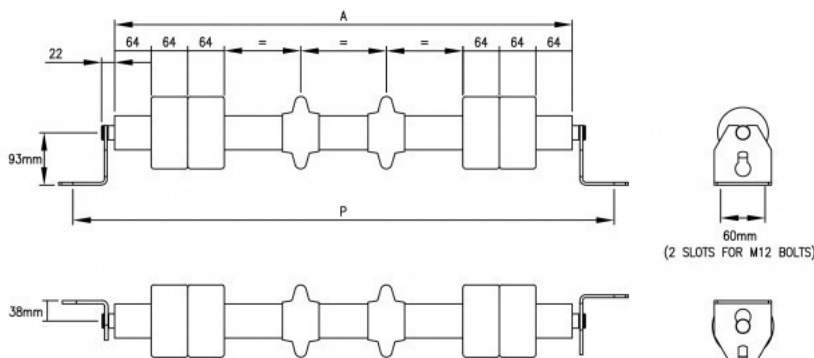 A
64 64 64 = = = 64 64 64
22
93mm
P
60mm
(2 SLOTS FOR M12 BOLTS)
38mm